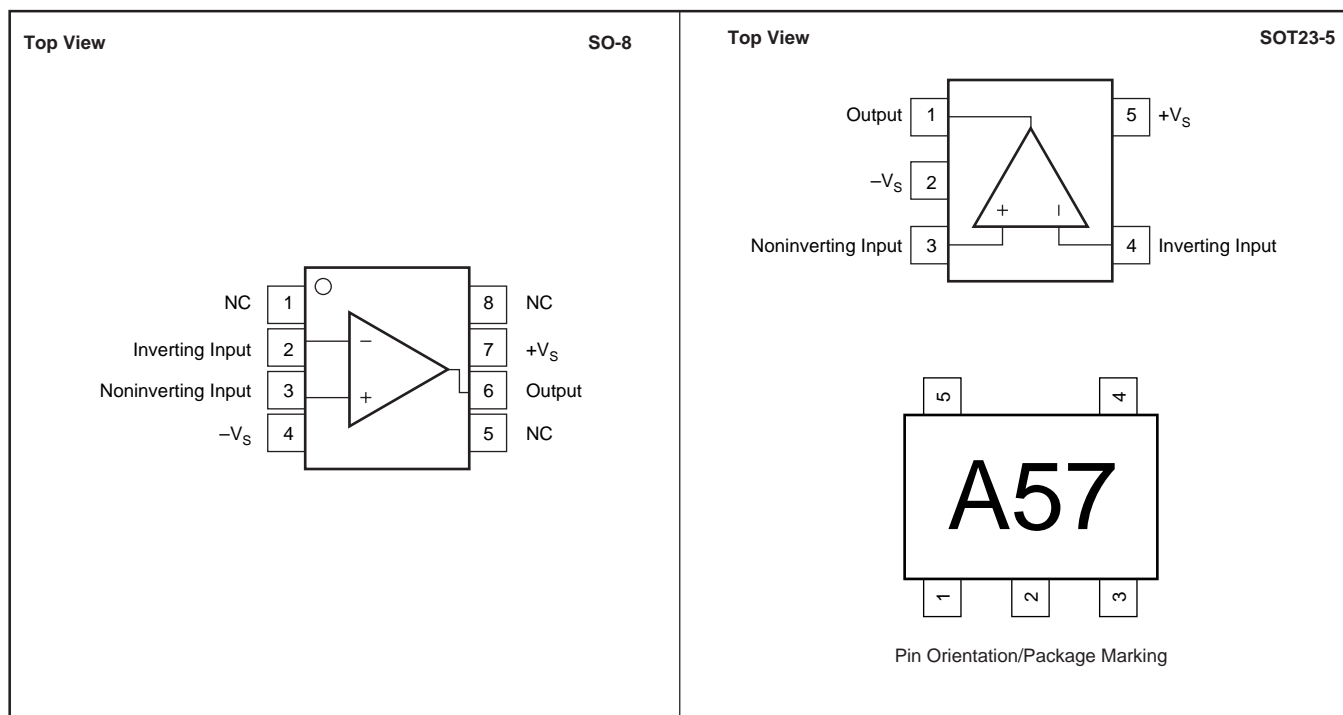 Top View SO-8
NC 1 8 NC
Inverting Input 2 − 7 +VS
Noninverting Input 3 + 6 Output
–VS 4 5 NC
Top View SOT23-5
Output 1 5 +VS
–VS 2
+ −
Noninverting Input 3 4 Inverting Input
5 4
A57
1 2 3
Pin Orientation/Package Marking